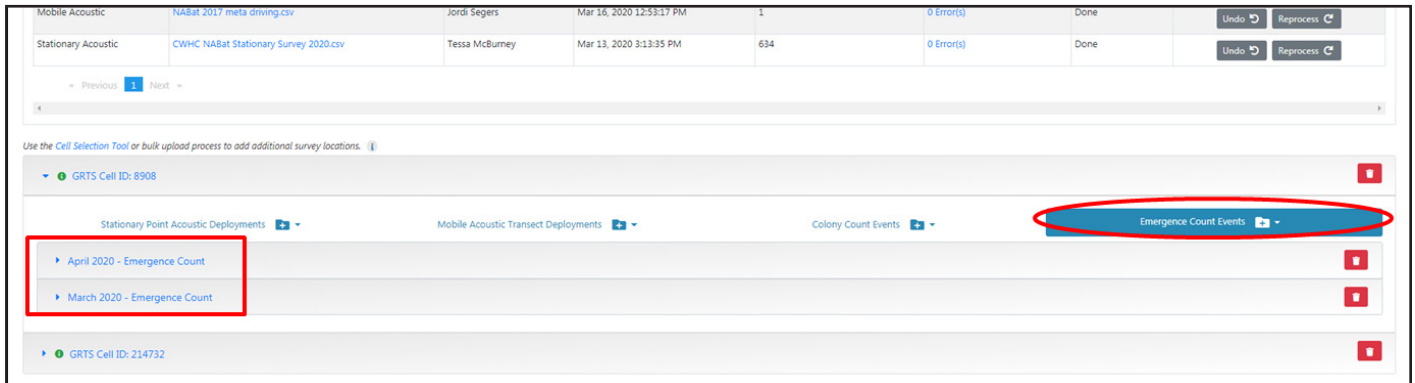 Mobile Acoustic NABat 2017 meta driving.csv Jordi Segers Mar 16, 2020 12:53:17 PM 1 0 Error(s) Done Undo Reprocess
Stationary Acoustic CWHC NABat Stationary Survey 2020.csv Tessa McBurney Mar 13, 2020 3:13:35 PM 634 0 Error(s) Done Undo Reprocess
« Previous 1 Next »
Use the Cell Selection Tool or bulk upload process to add additional survey locations. i
GRTS Cell ID: 8908
Stationary Point Acoustic Deployments Mobile Acoustic Transect Deployments Colony Count Events Emergence Count Events
April 2020 - Emergence Count
March 2020 - Emergence Count
GRTS Cell ID: 214732